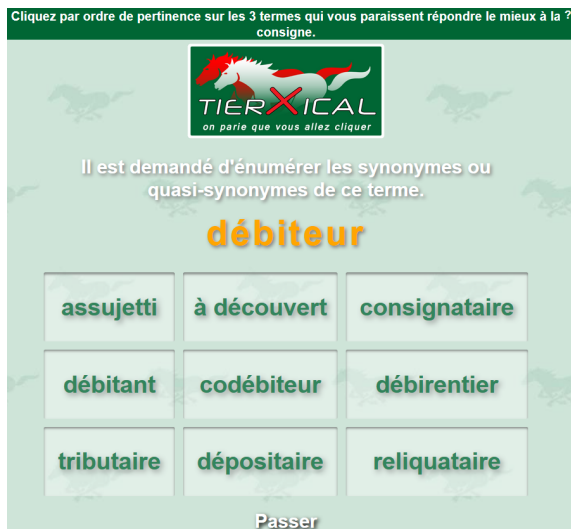 Cliquez par ordre de pertinence sur les 3 termes qui vous paraissent répondre le mieux à la ?
consigne.
TIERXICAL
on parie que vous allez cliquer
Il est demandé d'énumérer les synonymes ou
quasi-synonymes de ce terme.
débiteur
assujetti à découvert consignataire
débitant codébiteur débirentier
tributaire dépositaire reliquataire
Passer